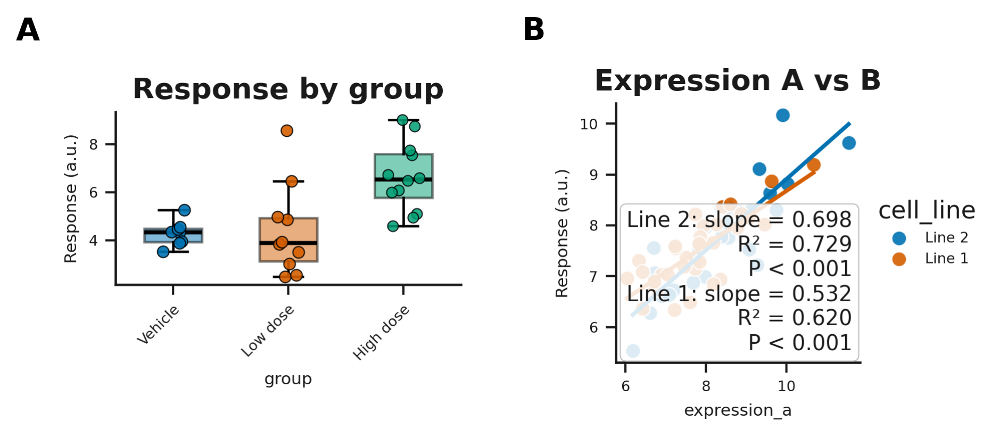 A
Response by group
Response (a.u.)
8
6
4
Vehicle
Low dose
High dose
group
B
Expression A vs B
Response (a.u.)
10
9
8
7
6
Line 2: slope = 0.698
R² = 0.729
P < 0.001
Line 1: slope = 0.532
R² = 0.620
P < 0.001
6
8
10
expression_a
cell_line
Line 2
Line 1